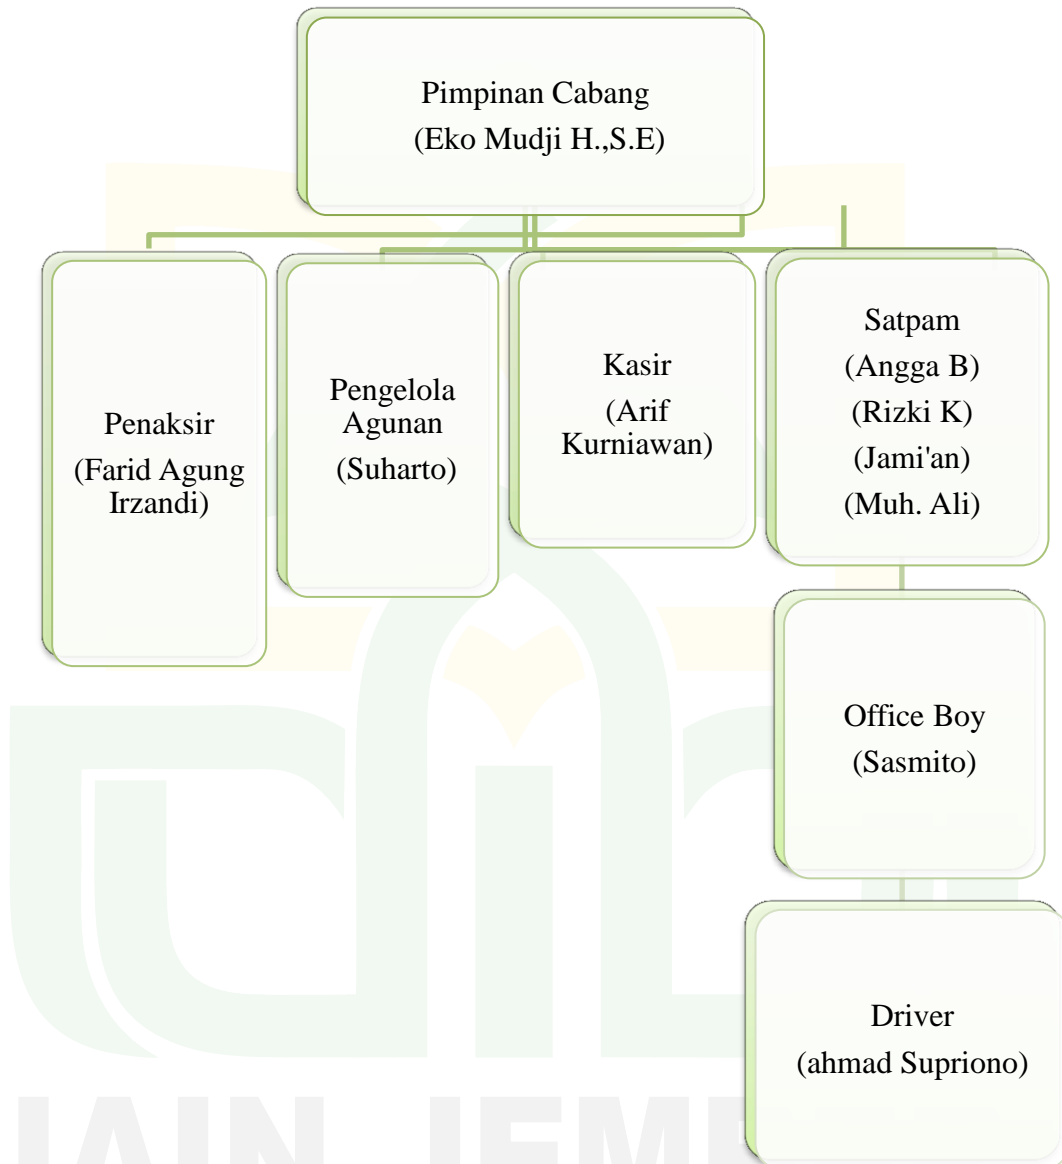 Pimpinan Cabang
(Eko Mudji H.,S.E)
Penaksir
(Farid Agung
Irzandi)
Pengelola
Agunan
(Suharto)
Kasir
(Arif
Kurniawan)
Satpam
(Angga B)
(Rizki K)
(Jami'an)
(Muh. Ali)
Office Boy
(Sasmito)
Driver
(ahmad Supriono)